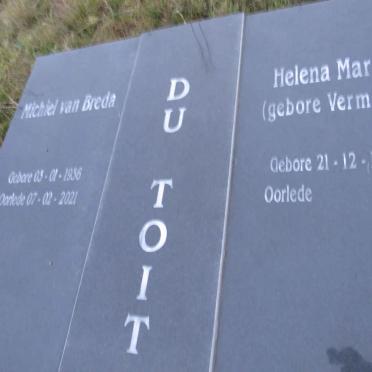 Michiel van Breda
Gebore 03 - 01 - 1936
Oorlede 07 - 02 - 2021
DU
TOIT
Helena Mar
(gebore Verm
Gebore 21 - 12 -
Oorlede